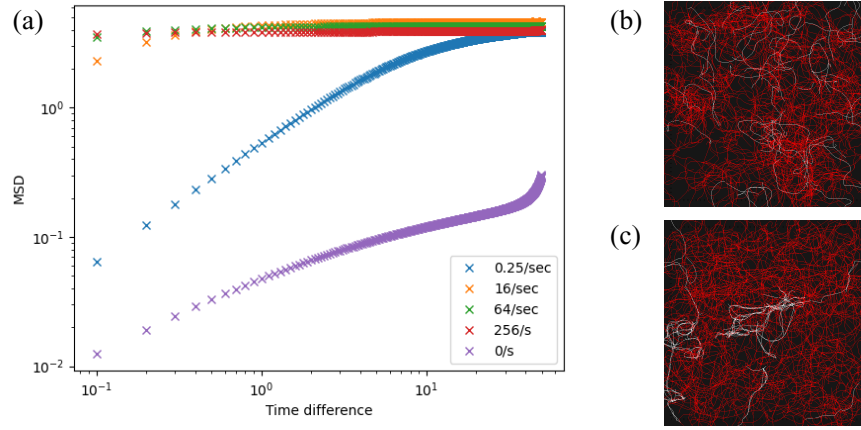 (a)
MSD
10^0
10^{-1}
10^{-2}
0.25/sec
16/sec
64/sec
256/s
0/s
10^{-1}
10^0
10^1
Time difference
(b)
(c)